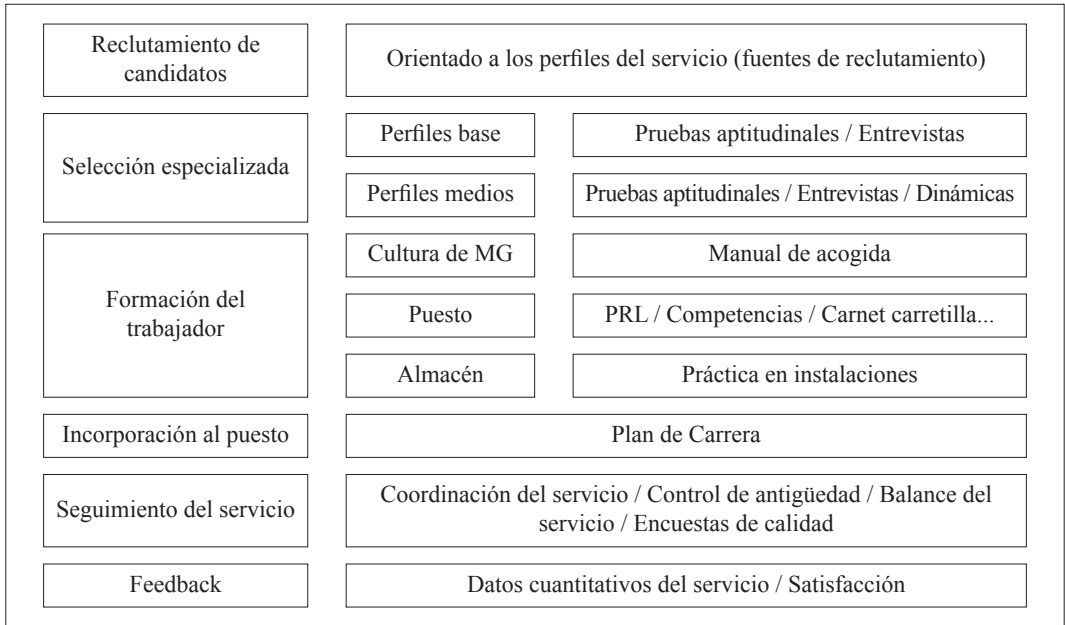 Reclutamiento de
candidatos
Orientado a los perfiles del servicio (fuentes de reclutamiento)
Selección especializada
Perfiles base
Pruebas aptitudinales / Entrevistas
Perfiles medios
Pruebas aptitudinales / Entrevistas / Dinámicas
Formación del
trabajador
Cultura de MG
Manual de acogida
Puesto
PRL / Competencias / Carnet carretilla...
Almacén
Práctica en instalaciones
Incorporación al puesto
Plan de Carrera
Seguimiento del servicio
Coordinación del servicio / Control de antigüedad / Balance del
servicio / Encuestas de calidad
Feedback
Datos cuantitativos del servicio / Satisfacción